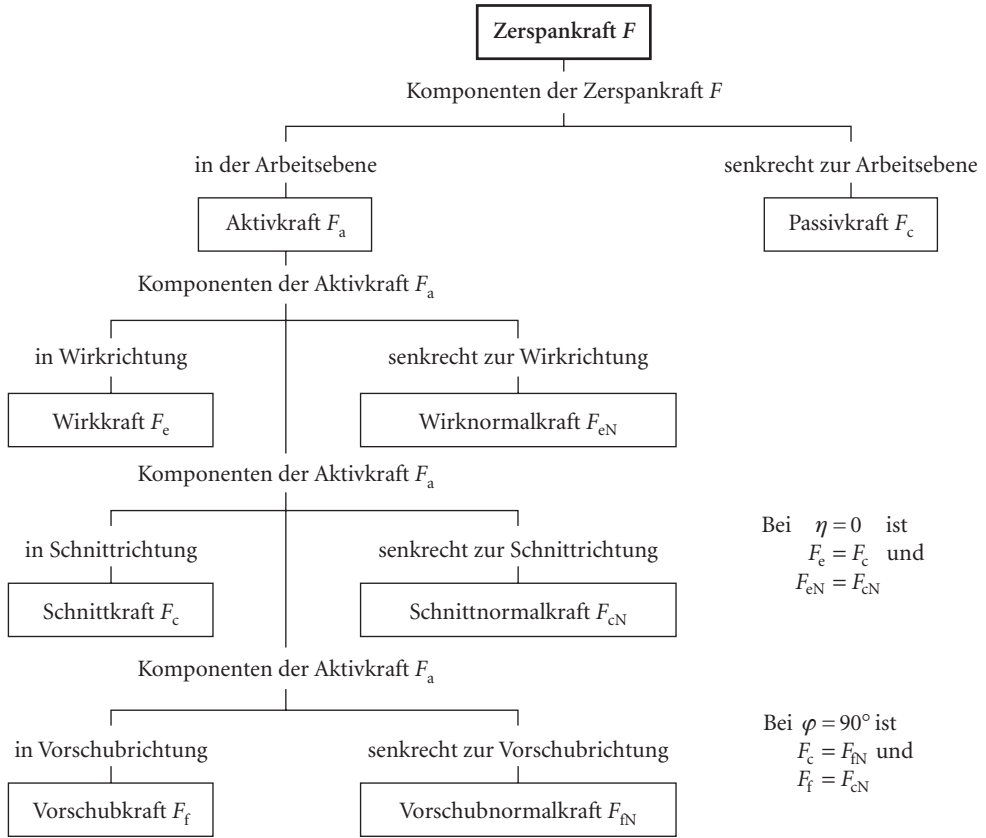 Zerspankraft F
Komponenten der Zerspankraft F
in der Arbeitsebene
senkrecht zur Arbeitsebene
Aktivkraft Fa
Passivkraft Fc
Komponenten der Aktivkraft Fa
in Wirkrichtung
senkrecht zur Wirkrichtung
Wirkkraft Fe
Wirknormalkraft FeN
Komponenten der Aktivkraft Fa
in Schnittrichtung
senkrecht zur Schnittrichtung
Schnittkraft Fc
Schnittnormalkraft FcN
Bei η = 0 ist
Fe = Fc und
FeN = FcN
Komponenten der Aktivkraft Fa
in Vorschubrichtung
senkrecht zur Vorschubrichtung
Vorschubkraft Ff
Vorschubnormalkraft FfN
Bei φ = 90° ist
Fc = FfN und
Ff = FcN